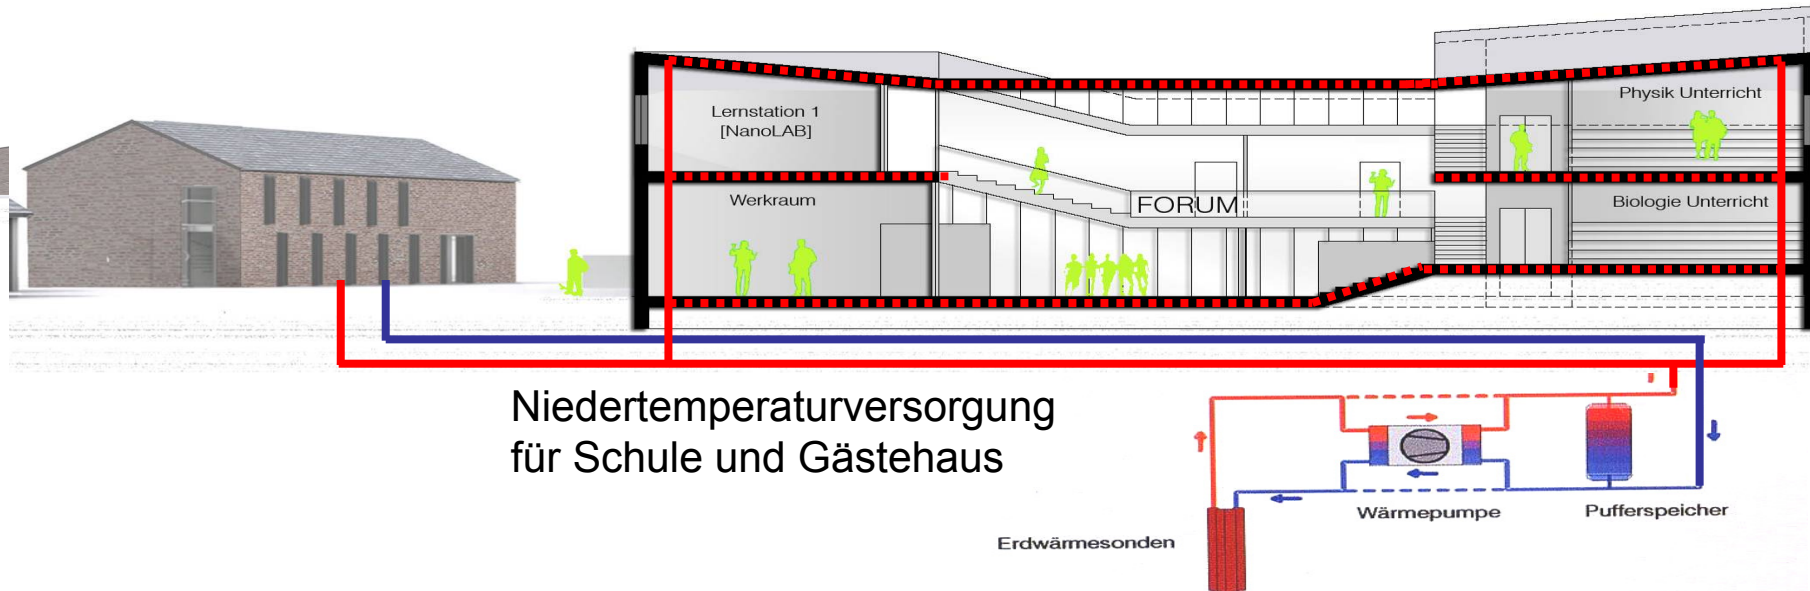 Lernstation 1
[NanoLAB]
Physik Unterricht
Werkraum
FORUM
Biologie Unterricht
Niedertemperaturversorgung
für Schule und Gästehaus
Wärmepumpe
Pufferspeicher
Erdwärmesonden